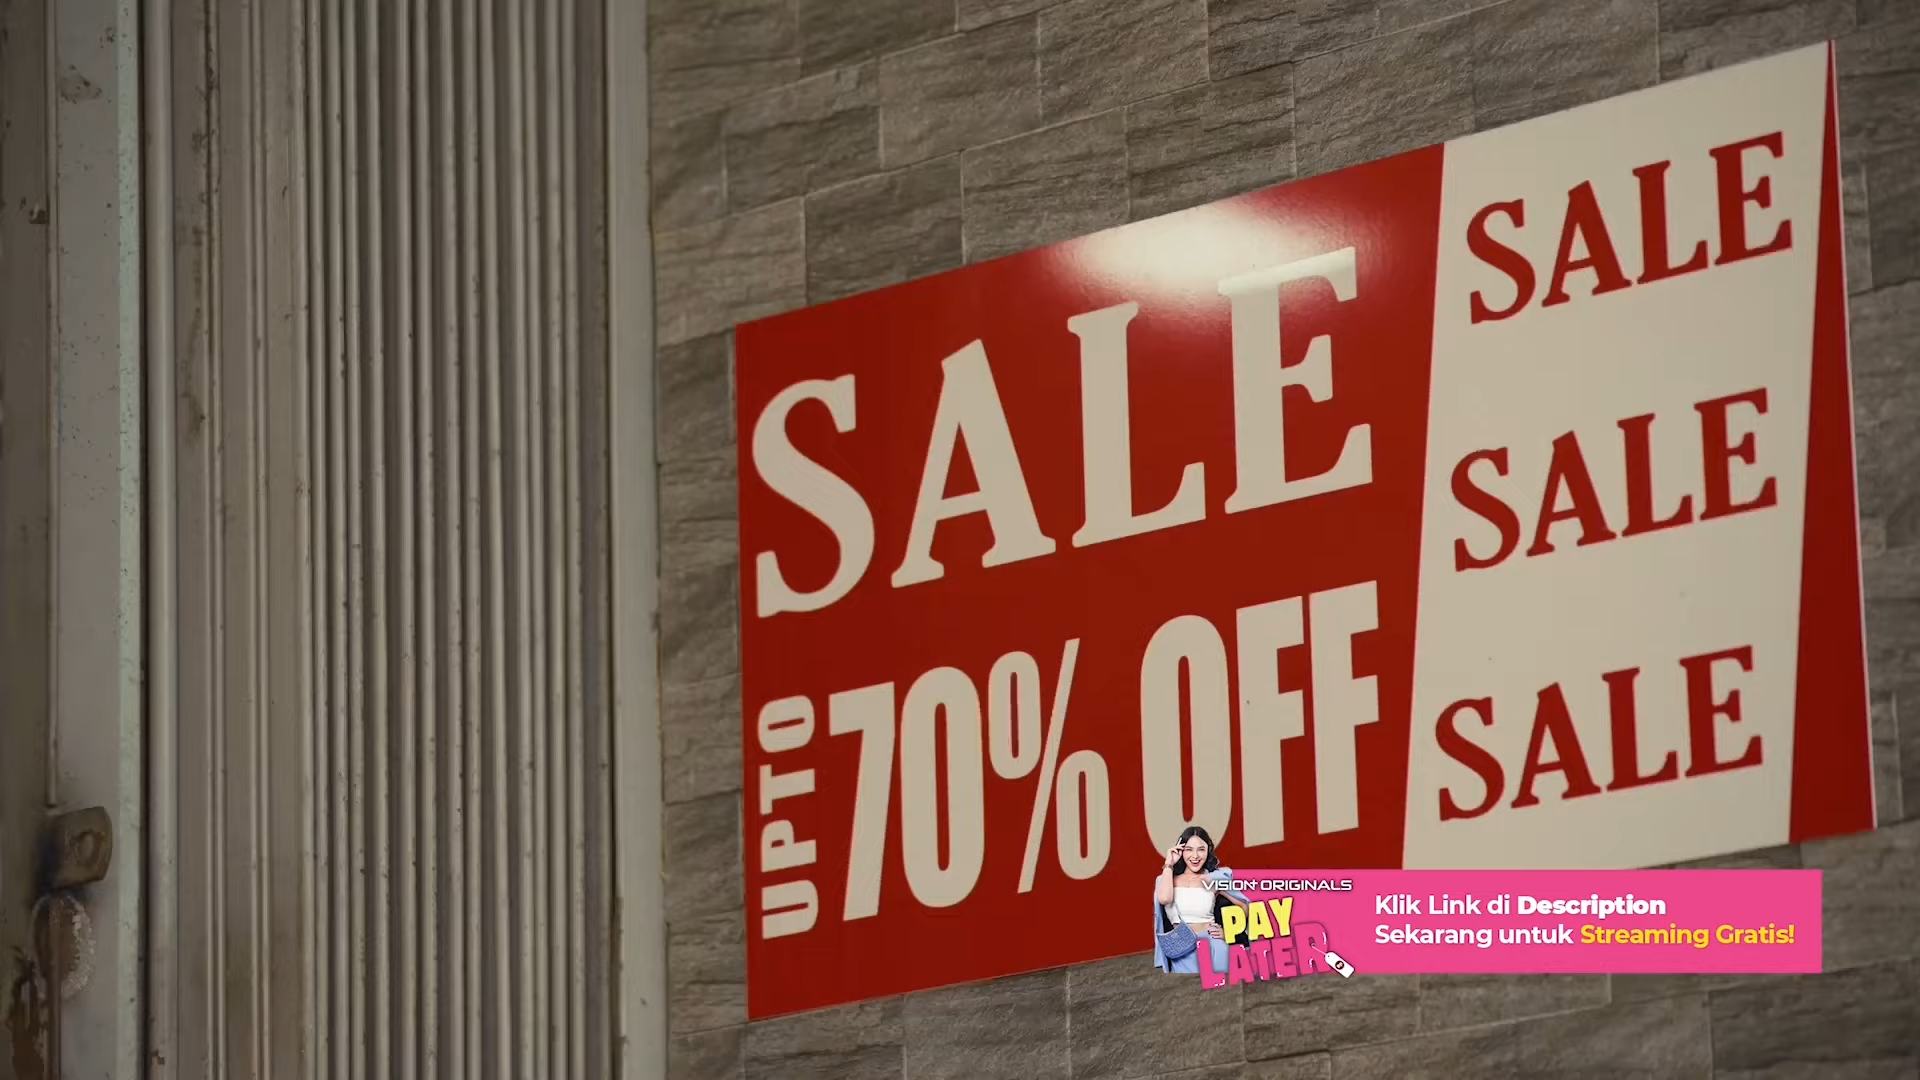 SALE
UPTO 70% OFF
SALE
SALE
SALE
VISION+ ORIGINALS
PAY
LATER
Klik Link di Description
Sekarang untuk Streaming Gratis!